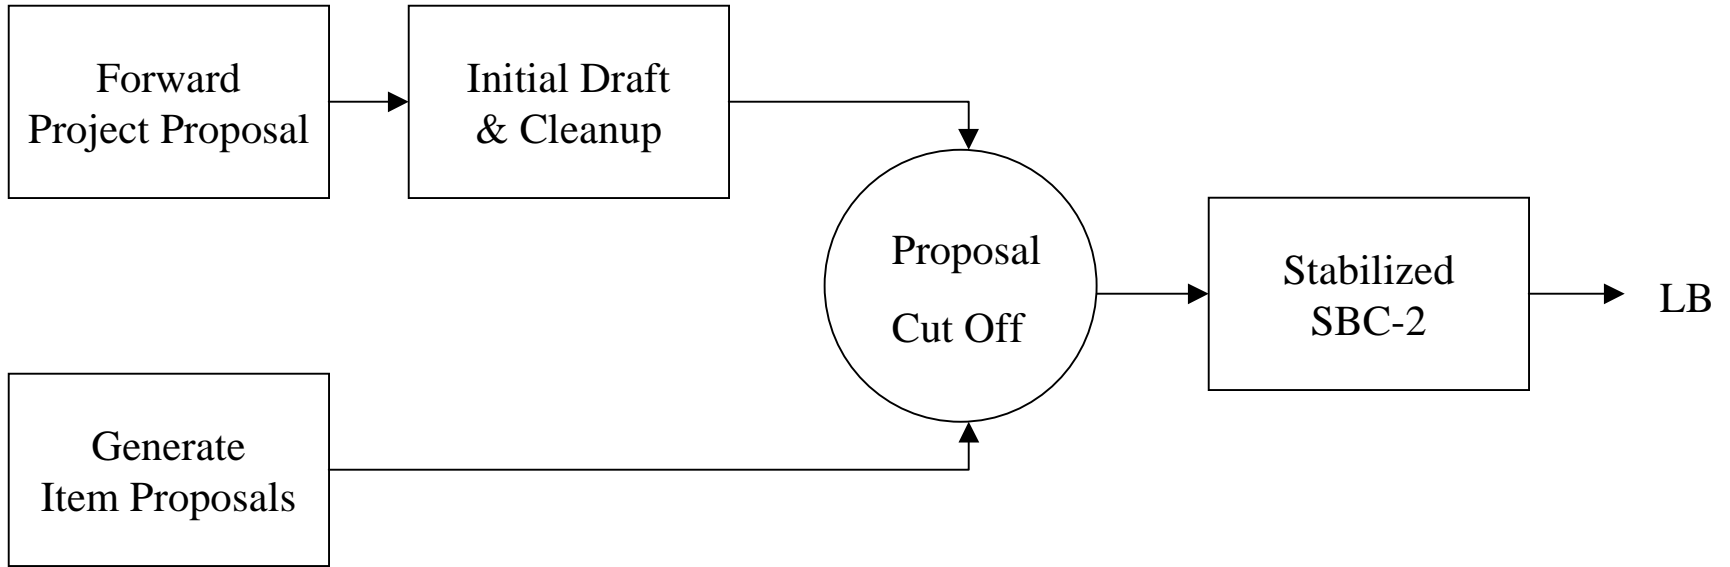 Forward
Project Proposal
Initial Draft
& Cleanup
Proposal
Cut Off
Stabilized
SBC-2
LB
Generate
Item Proposals